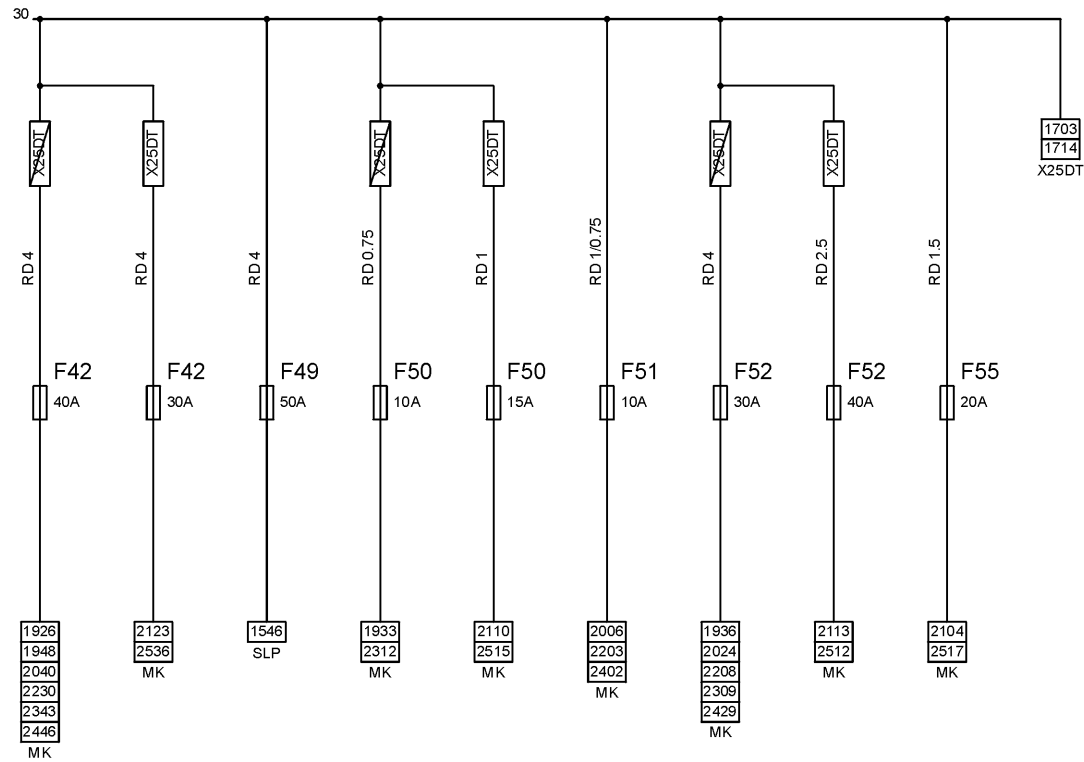 30
1703
1714
X25DT
X25DT
X25DT
X25DT
X25DT
X25DT
X25DT
RD 4
RD 4
RD 4
RD 0.75
RD 1
RD 1/0.75
RD 4
RD 2.5
RD 1.5
F42
40A
F42
30A
F49
50A
F50
10A
F50
15A
F51
10A
F52
30A
F52
40A
F55
20A
1926
1948
2040
2230
2343
2446
MK
2123
2536
MK
1546
SLP
1933
2312
MK
2110
2515
MK
2006
2203
2402
MK
1936
2024
2208
2309
2429
MK
2113
2512
MK
2104
2517
MK